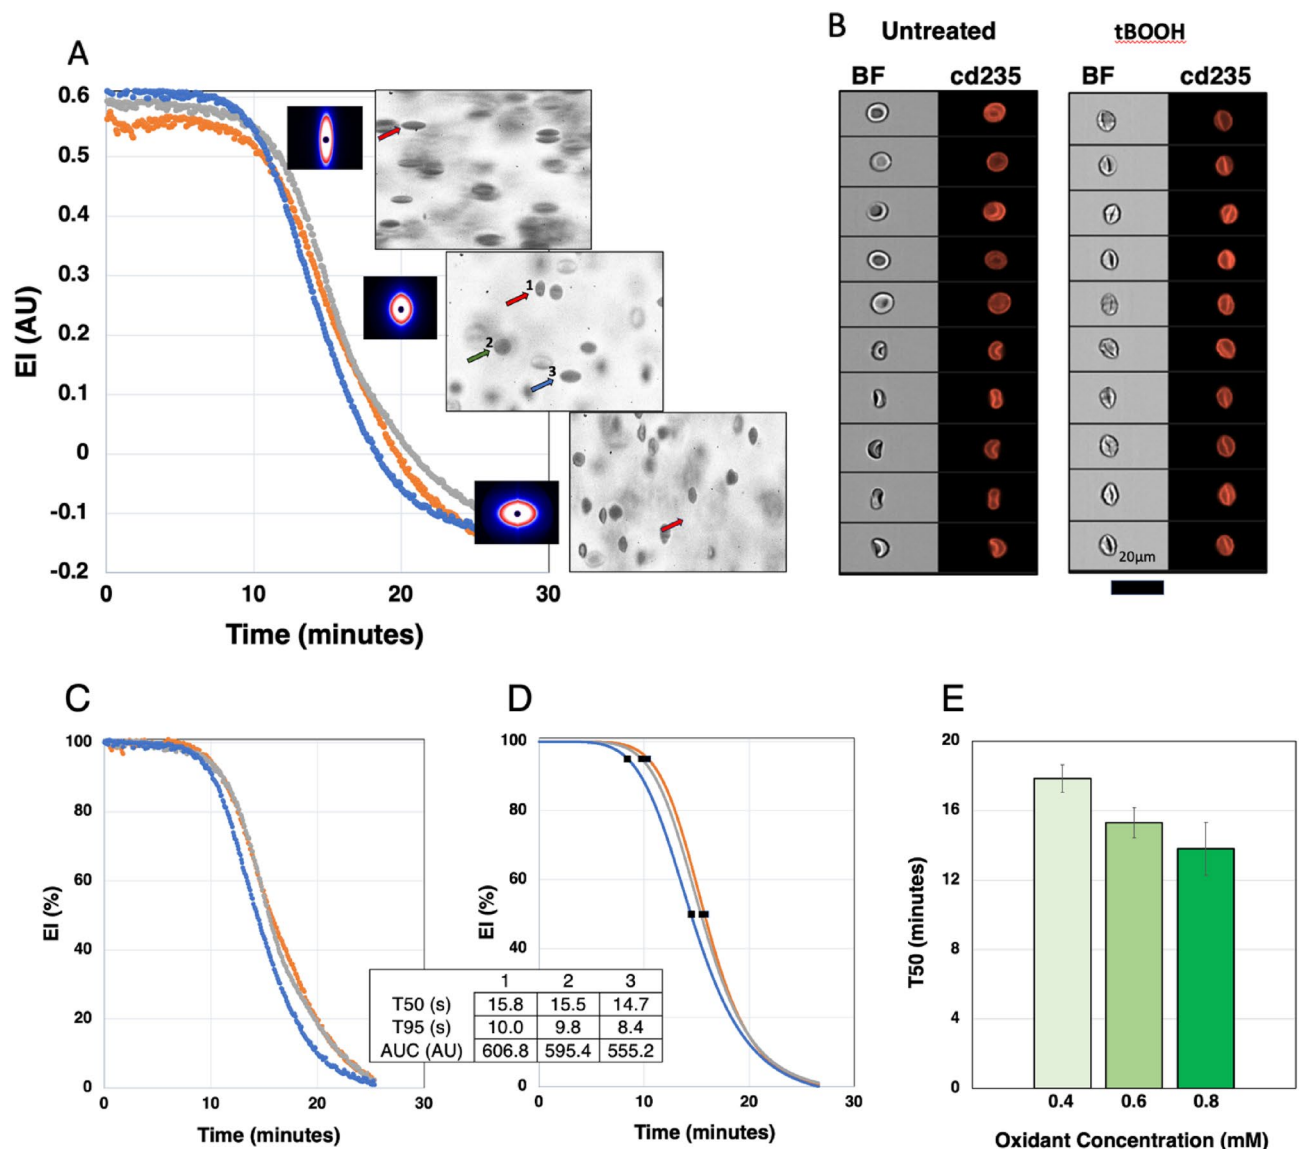 A
EI (AU)
0.6
0.5
0.4
0.3
0.2
0.1
0
-0.1
-0.2
0
10
20
30
Time (minutes)
1
2
3
B
Untreated
tBOOH
BF
cd235
BF
cd235
20μm
C
EI (%)
100
80
60
40
20
0
0
10
20
30
Time (minutes)
D
EI (%)
100
80
60
40
0
0
10
20
30
Time (minutes)
1 2 3
T50 (s) 15.8 15.5 14.7
T95 (s) 10.0 9.8 8.4
AUC (AU) 606.8 595.4 555.2
E
T50 (minutes)
20
16
12
8
4
0
0.4 0.6 0.8
Oxidant Concentration (mM)